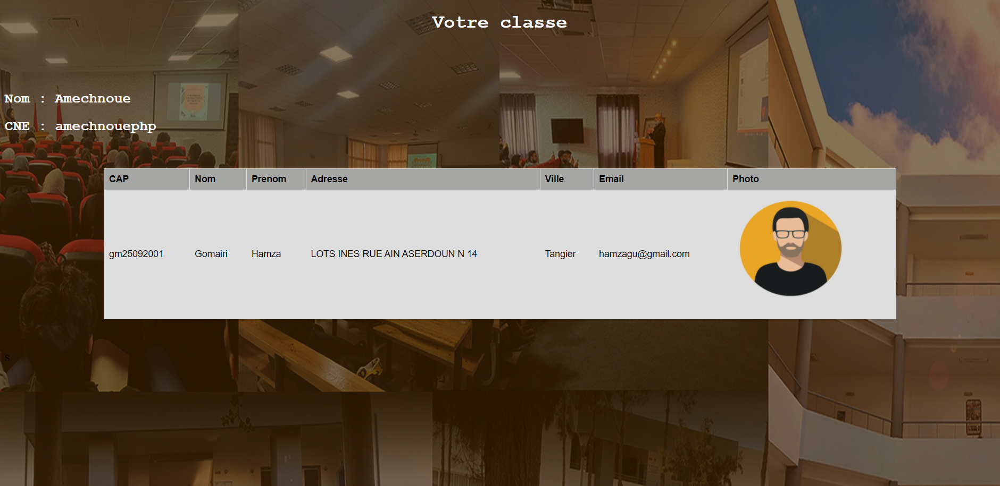 Votre classe
Nom : Amechnoue
CNE : amechnouephp
CAP Nom Prenom Adresse Ville Email Photo
gm25092001 Gomairi Hamza LOTS INES RUE AIN ASERDOUN N 14 Tangier hamzagu@gmail.com
s